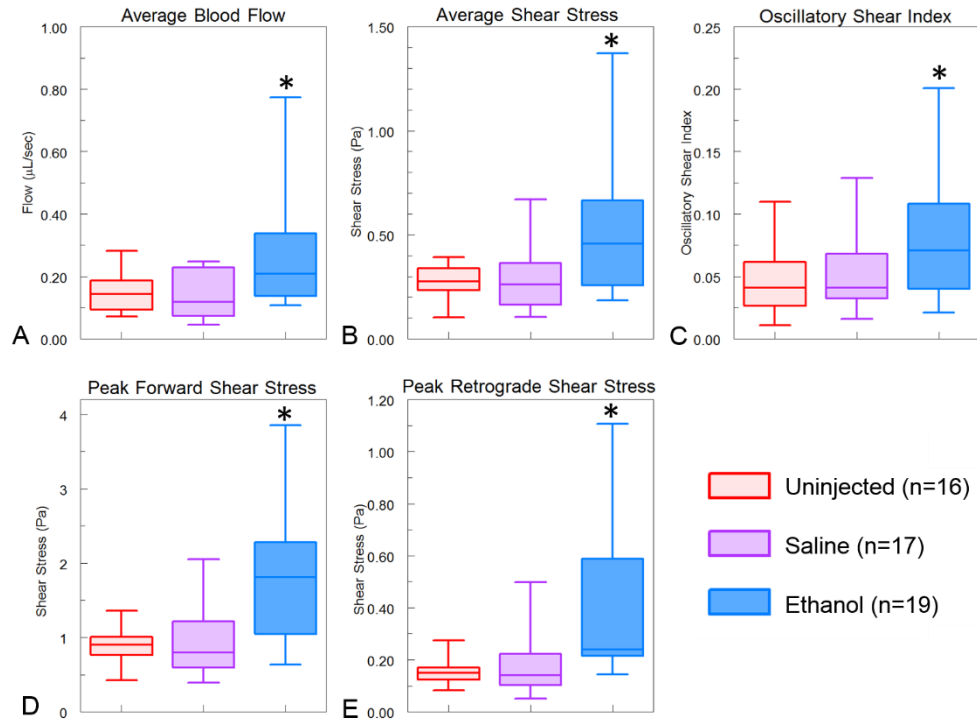 Average Blood Flow
1.00
0.80
0.60
0.40
0.20
0.00
Flow (µL/sec)
*
A
Average Shear Stress
1.50
1.00
0.50
0.00
Shear Stress (Pa)
*
B
Oscillatory Shear Index
0.25
0.20
0.15
0.10
0.05
0.00
Oscillatory Shear Index
*
C
Peak Forward Shear Stress
4
3
2
1
0
Shear Stress (Pa)
*
D
Peak Retrograde Shear Stress
1.20
1.00
0.80
0.60
0.40
0.20
0.00
Shear Stress (Pa)
*
E
Uninjected (n=16)
Saline (n=17)
Ethanol (n=19)